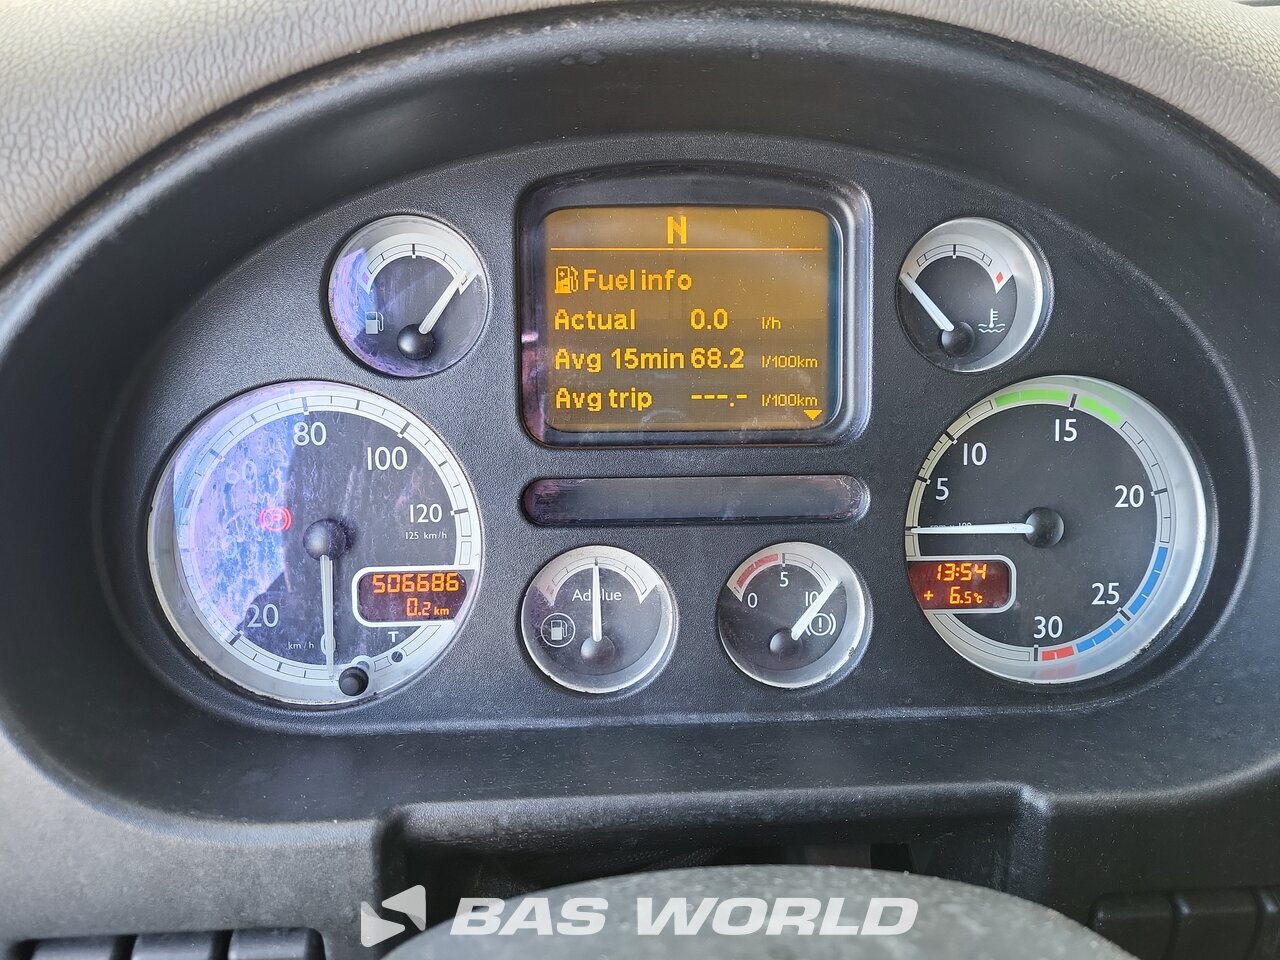 N
Fuel info
Actual 0.0 l/h
Avg 15min 68.2 l/100km
Avg trip ---.- l/100km
80
100
120
125 km/h
20
km/h 0
P
506686
0.2 km
T
AdBlue
0 5 10
5
10
15
20
25
30
13:54
+ 6.5°c
BAS WORLD